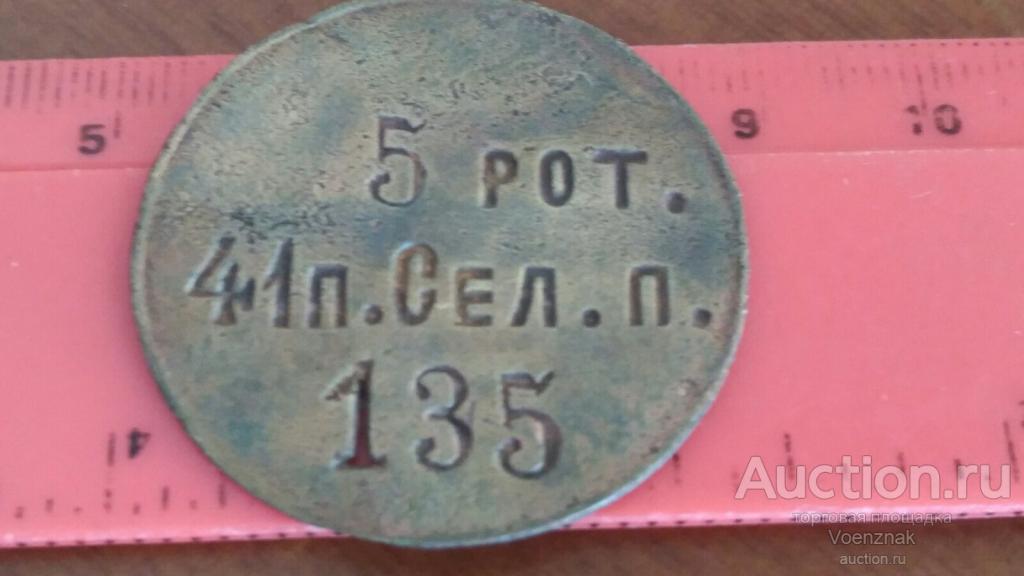 5 9 10
5 РОТ.
41П.СЕЛ.П.
135
4
Auction.ru
торговая площадка
Voenznak
auction.ru